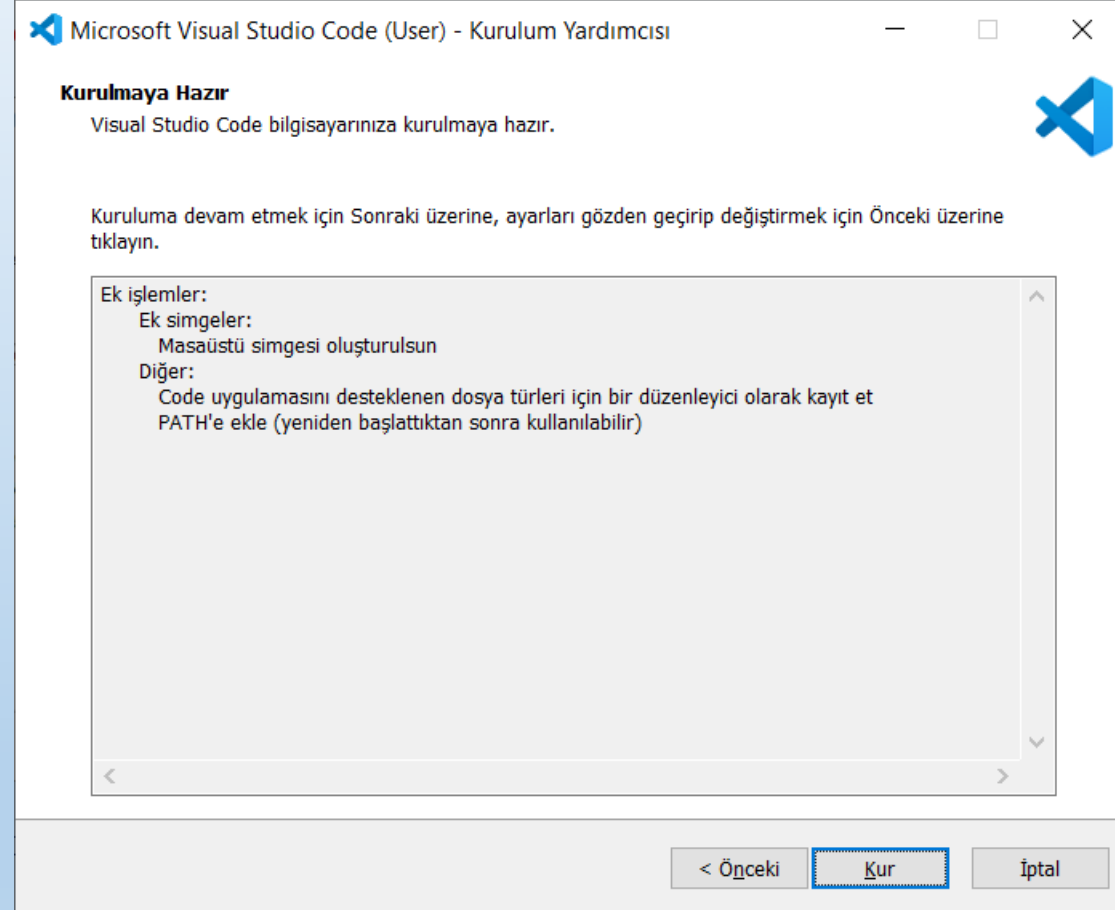 Microsoft Visual Studio Code (User) - Kurulum Yardımcısı
Kurulmaya Hazır
Visual Studio Code bilgisayarınıza kurulmaya hazır.
Kuruluma devam etmek için Sonraki üzerine, ayarları gözden geçirip değiştirmek için Önceki üzerine
tıklayın.
Ek işlemler:
Ek simgeler:
Masaüstü simgesi oluşturulsun
Diğer:
Code uygulamasını desteklenen dosya türleri için bir düzenleyici olarak kayıt et
PATH'e ekle (yeniden başlattıktan sonra kullanılabilir)
< Önceki
Kur
İptal